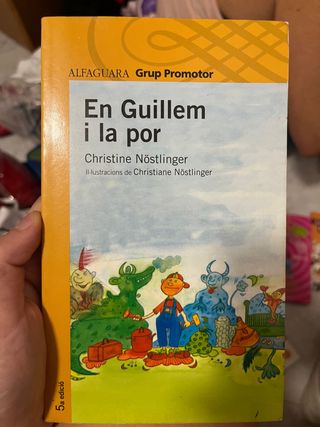 ALFAGUARA Grup Promotor
En Guillem
i la por
Christine Nöstlinger
Il·lustracions de Christiane Nöstlinger
5a edició